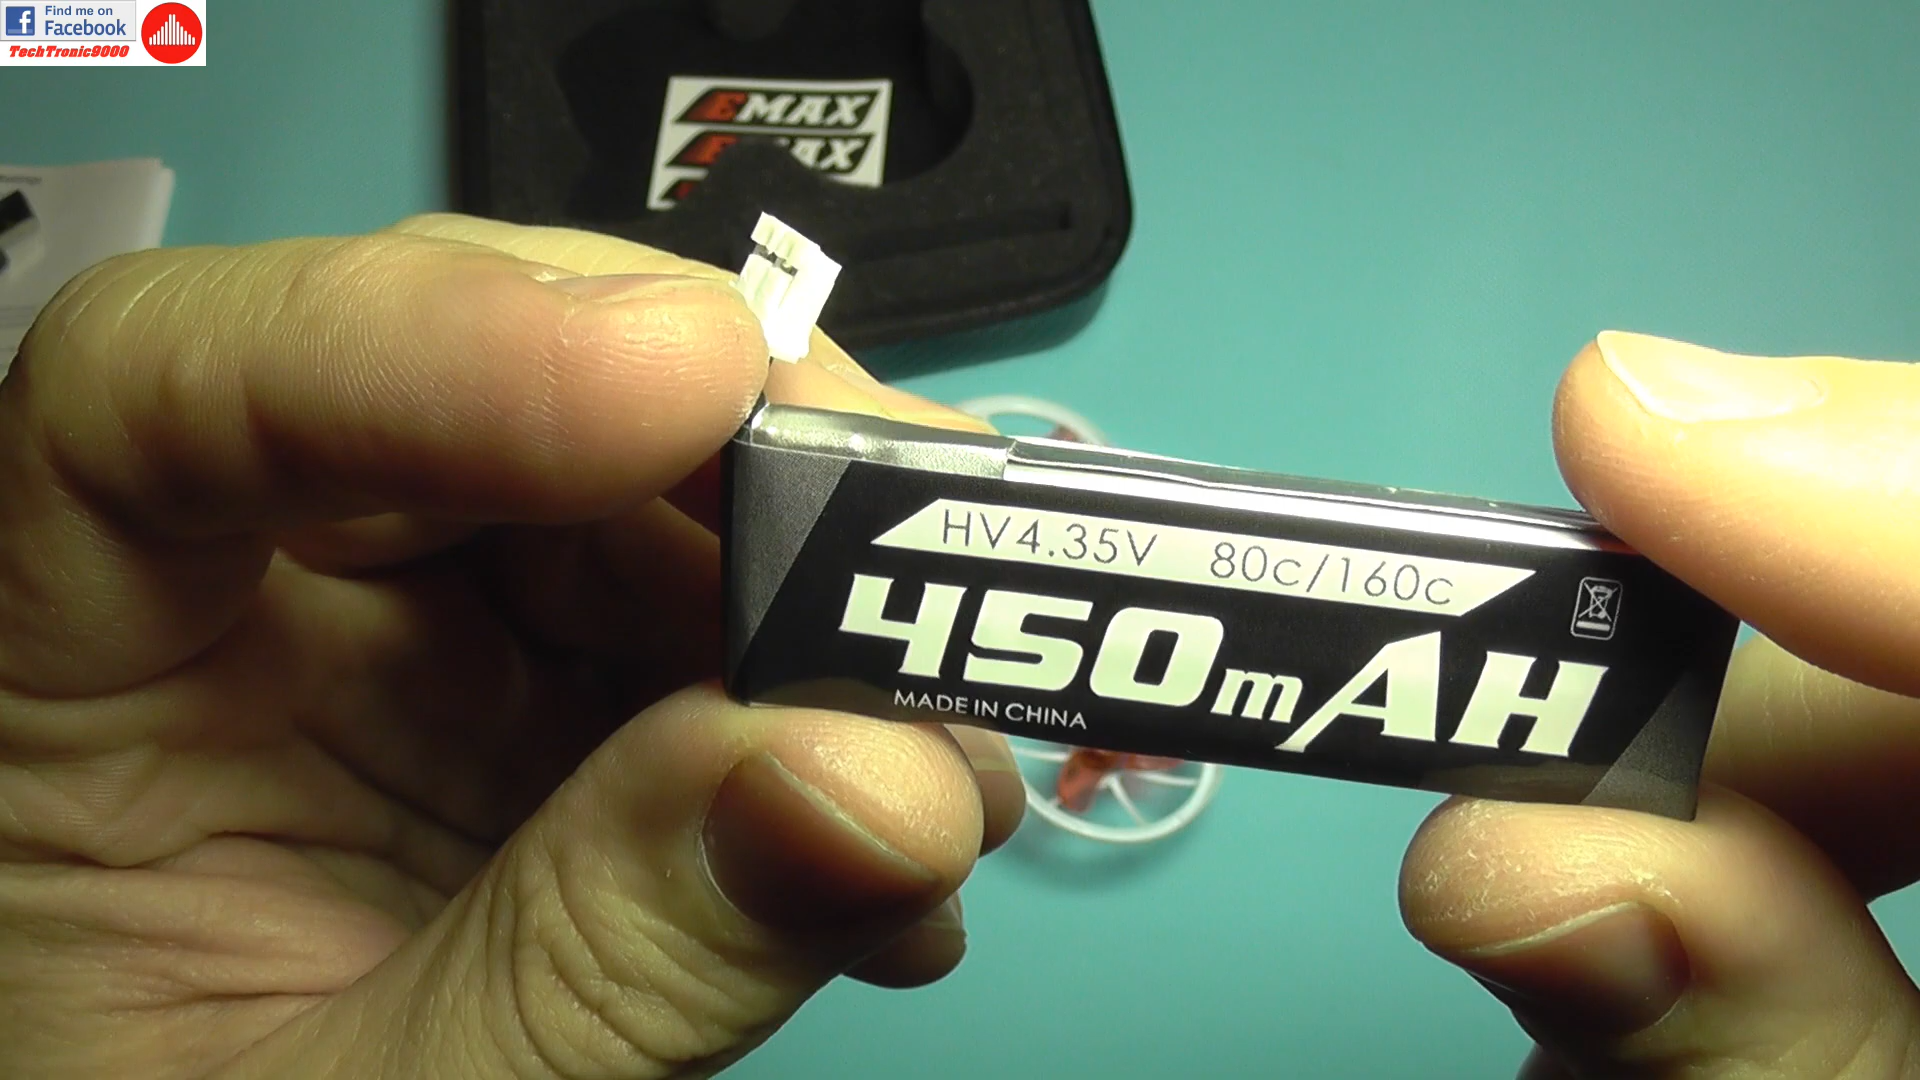 Find me on
Facebook
TechTronic9000
EMAX
HV4.35V 80c/160c
450mAH
MADE IN CHINA